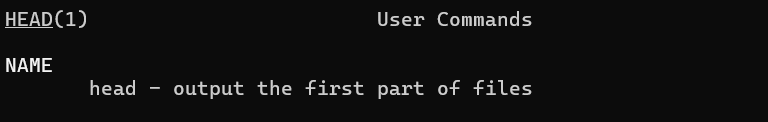 HEAD(1) User Commands
NAME
head - output the first part of files